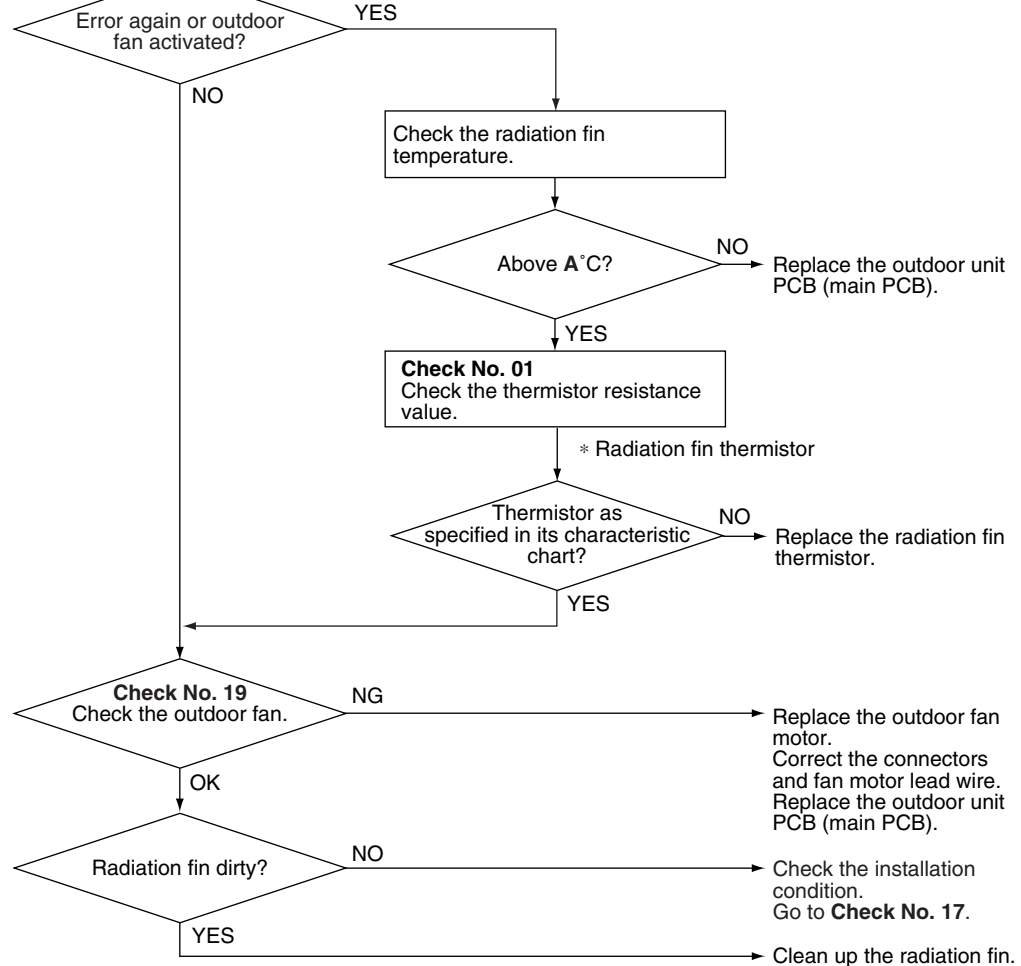 Error again or outdoor
fan activated?
YES
NO
Check the radiation fin
temperature.
Above A°C?
NO
Replace the outdoor unit
PCB (main PCB).
YES
Check No. 01
Check the thermistor resistance
value.
* Radiation fin thermistor
Thermistor as
specified in its characteristic
chart?
NO
Replace the radiation fin
thermistor.
YES
Check No. 19
Check the outdoor fan.
NG
Replace the outdoor fan
motor.
Correct the connectors
and fan motor lead wire.
Replace the outdoor unit
PCB (main PCB).
OK
Radiation fin dirty?
NO
Check the installation
condition.
Go to Check No. 17.
YES
Clean up the radiation fin.